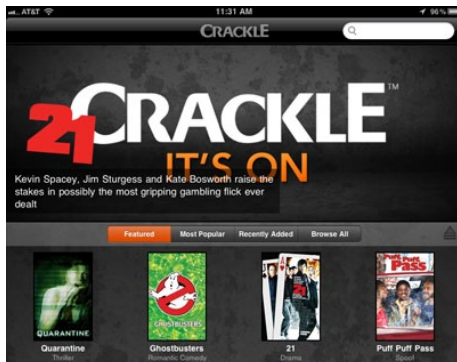 AT&T 11:31 AM 96%
CRACKLE
21 CRACKLE™
IT'S ON
Kevin Spacey, Jim Sturgess and Kate Bosworth raise the
stakes in possibly the most gripping gambling flick ever
dealt
Featured Most Popular Recently Added Browse All
QUARANTINE GHOSTBUSTERS 21 Puff Puff Pass
Quarantine Ghostbusters 21 Puff Puff Pass
Thriller Romantic Comedy Drama Spoof